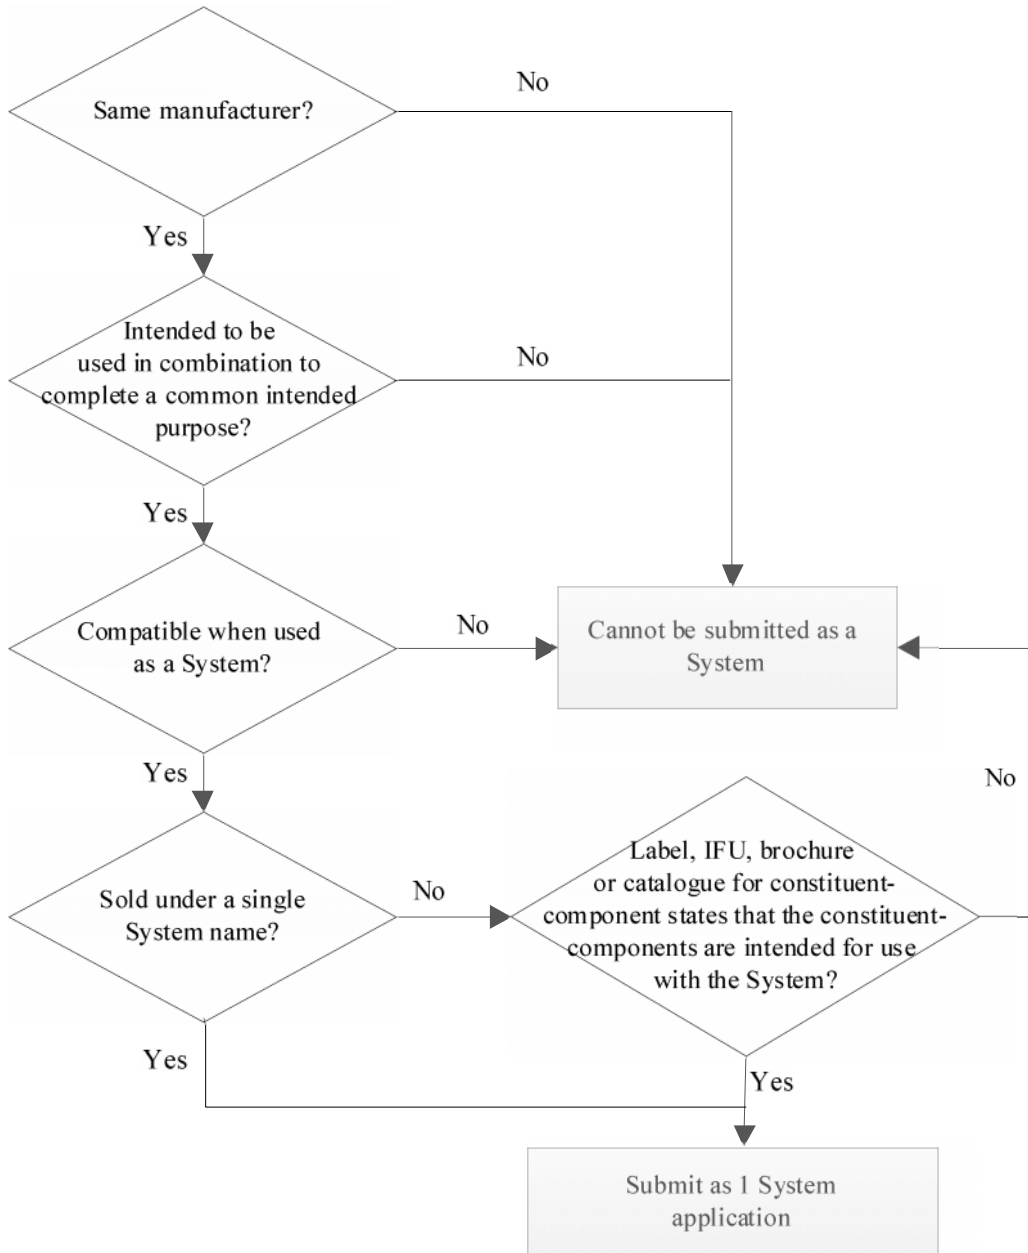 Same manufacturer?
No
Yes
Intended to be
used in combination to
complete a common intended
purpose?
No
Yes
Compatible when used
as a System?
No
Cannot be submitted as a
System
Yes
No
Sold under a single
System name?
No
Label, IFU, brochure
or catalogue for constituent-
component states that the constituent-
components are intended for use
with the System?
Yes
Yes
Submit as 1 System
application